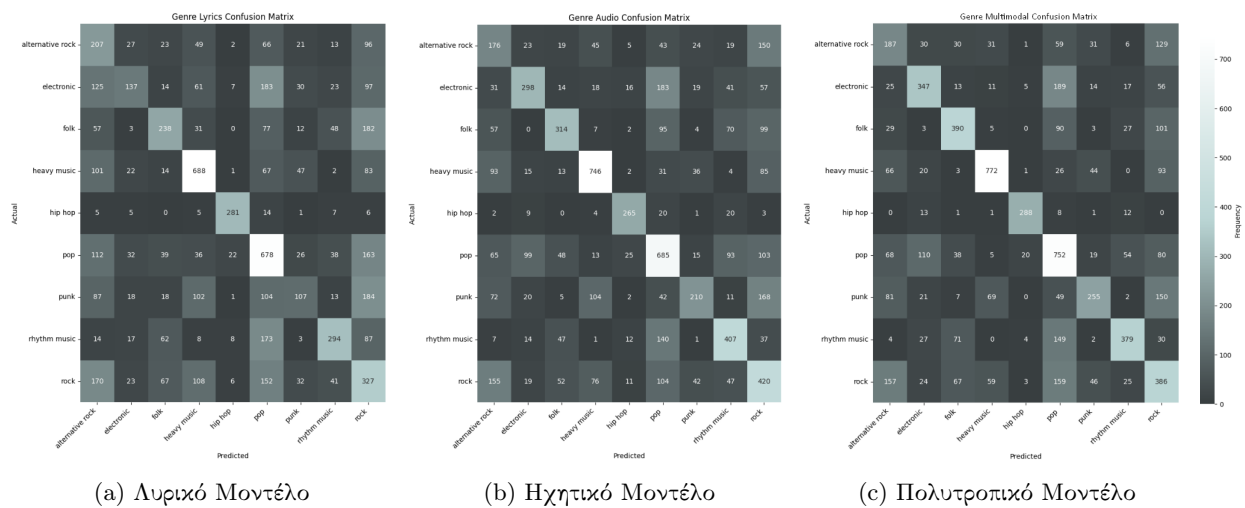 Genre Lyrics Confusion Matrix
alternative rock 207 27 23 49 2 66 21 13 96
electronic 125 137 14 61 7 183 30 23 97
folk 57 3 238 31 0 77 12 48 182
heavy music 101 22 14 688 1 67 47 2 83
hip hop 5 5 0 5 281 14 1 7 6
pop 112 32 39 36 22 678 26 38 163
punk 87 18 18 102 1 104 107 13 184
rhythm music 14 17 62 8 8 173 3 294 87
rock 170 23 67 108 6 152 32 41 327
Actual
alternative rock electronic folk heavy music hip hop pop punk rhythm music rock
Predicted
(a) Λυρικό Μοντέλο
Genre Audio Confusion Matrix
alternative rock 176 23 19 45 5 43 24 19 150
electronic 31 298 14 18 16 183 19 41 57
folk 57 0 314 7 2 95 4 70 99
heavy music 93 15 13 746 2 31 36 4 85
hip hop 2 9 0 4 265 20 1 20 3
pop 65 99 48 13 25 685 15 93 103
punk 72 20 5 104 2 42 210 11 168
rhythm music 7 14 47 1 12 140 1 407 37
rock 155 19 52 76 11 104 42 47 420
Actual
alternative rock electronic folk heavy music hip hop pop punk rhythm music rock
Predicted
(b) Ηχητικό Μοντέλο
Genre Multimodal Confusion Matrix
alternative rock 187 30 30 31 1 59 31 6 129
electronic 25 347 13 11 5 189 14 17 56
folk 29 3 390 5 0 90 3 27 101
heavy music 66 20 3 772 1 26 44 0 93
hip hop 0 13 1 1 288 8 1 12 0
pop 68 110 38 5 20 752 19 54 80
punk 81 21 7 69 0 49 255 2 150
rhythm music 4 27 71 0 4 149 2 379 30
rock 157 24 67 59 3 159 46 25 386
Actual
alternative rock electronic folk heavy music hip hop pop punk rhythm music rock
Predicted
700
600
500
400
300
200
100
0
Frequency
(c) Πολυτροπικό Μοντέλο